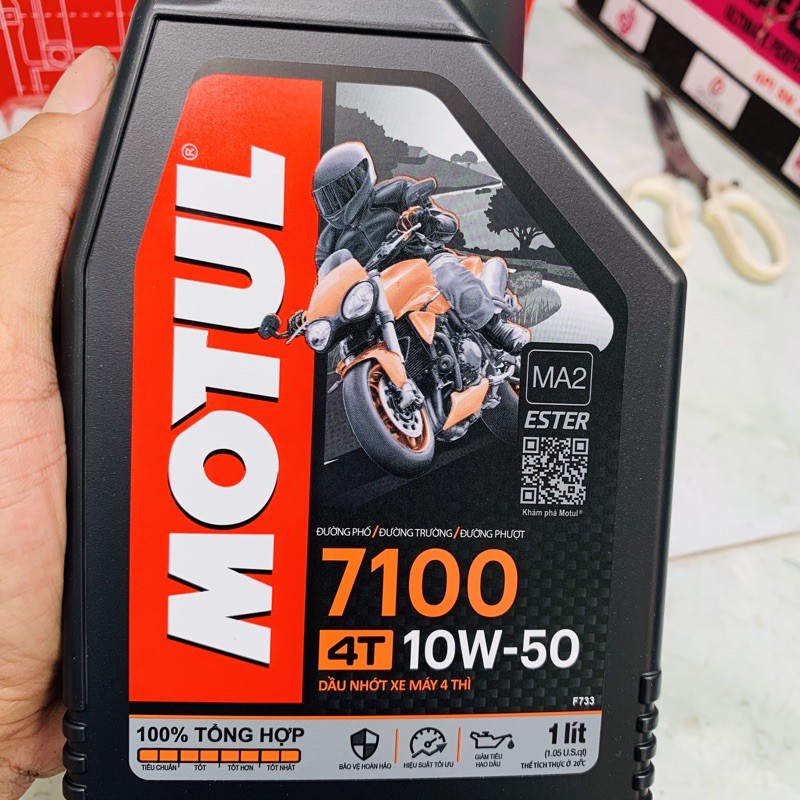 MOTUL®
MA2
ESTER
Khám phá Motul®
ĐƯỜNG PHỐ/ĐƯỜNG TRƯỜNG/ĐƯỜNG PHƯỢT
7100
4T 10W-50
DẦU NHỚT XE MÁY 4 THÌ
F733
100% TỔNG HỢP
TIÊU CHUẨN TỐT TỐT HƠN TỐT NHẤT
BẢO VỆ HOÀN HẢO
HIỆU SUẤT TỐI ƯU
GIẢM TIÊU
HAO DẦU
1 lít
(1.05 U.S.qt)
THỂ TÍCH THỰC Ở 20°C